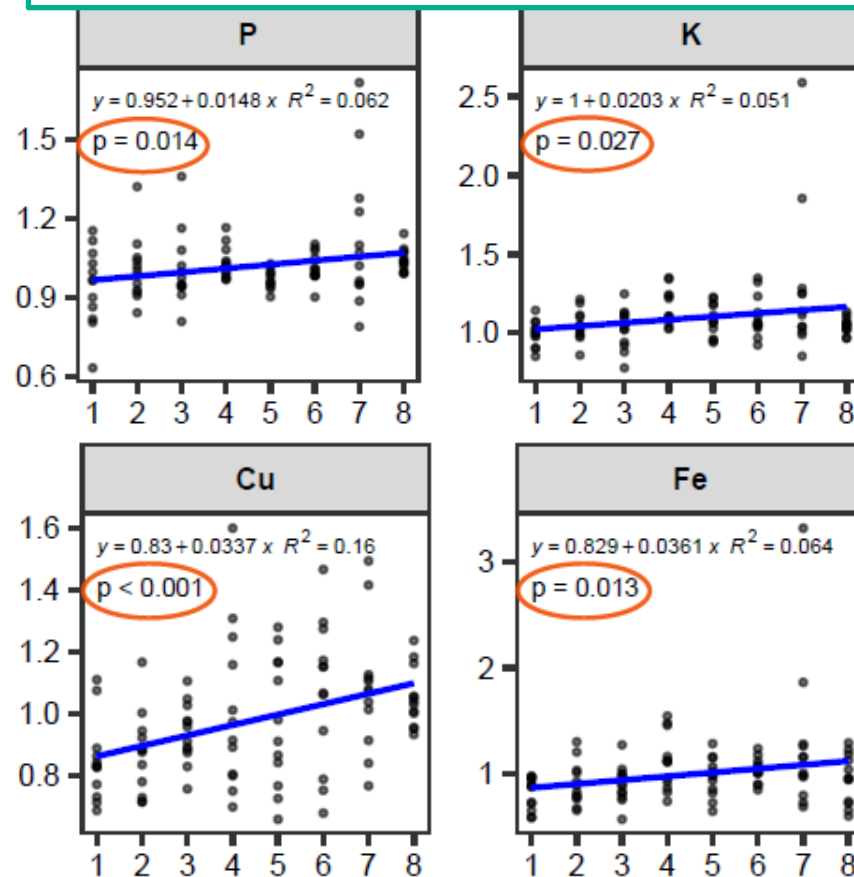 P
y = 0.952 + 0.0148 x R² = 0.062
p = 0.014
1.5
1.2
0.9
0.6
1 2 3 4 5 6 7 8
K
y = 1 + 0.0203 x R² = 0.051
p = 0.027
2.5
2.0
1.5
1.0
1 2 3 4 5 6 7 8
Cu
y = 0.83 + 0.0337 x R² = 0.16
p < 0.001
1.6
1.4
1.2
1.0
0.8
1 2 3 4 5 6 7 8
Fe
y = 0.829 + 0.0361 x R² = 0.064
p = 0.013
3
2
1
1 2 3 4 5 6 7 8